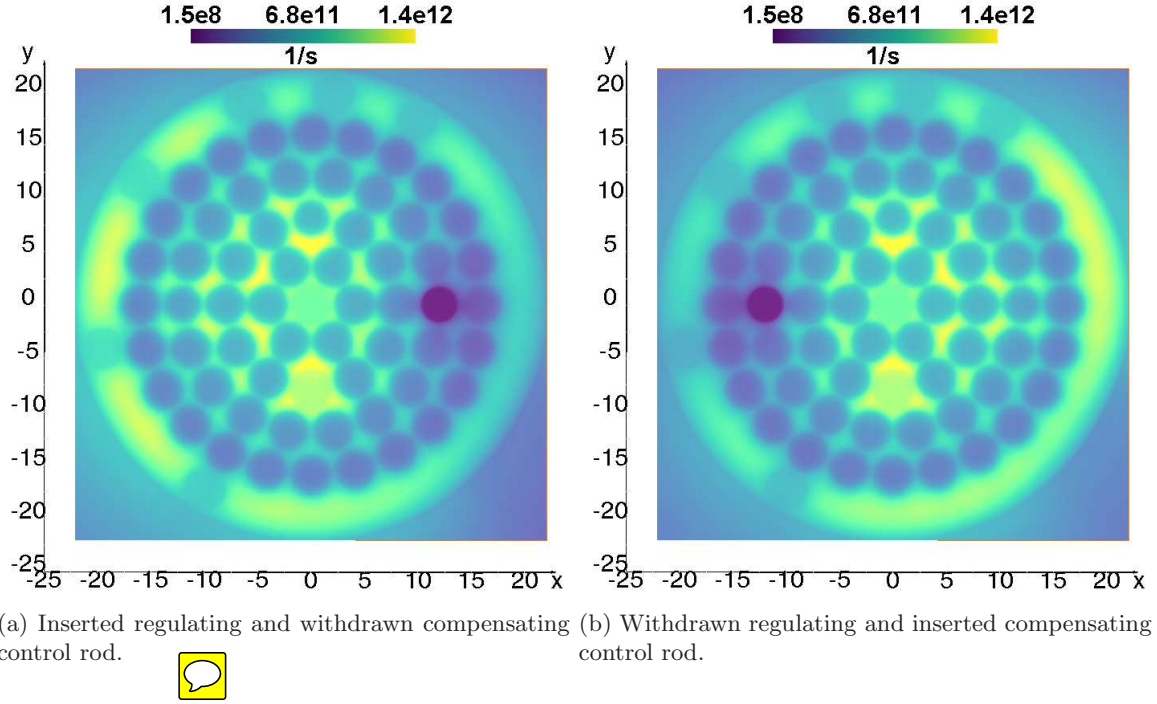 1.5e8 6.8e11 1.4e12 1.5e8 6.8e11 1.4e12
1/s 1/s
y y
20 20
15 15
10 10
5 5
0 0
-5 -5
-10 -10
-15 -15
-20 -20
-25 -25
-25 -20 -15 -10 -5 0 5 10 15 20 x -25 -20 -15 -10 -5 0 5 10 15 20 x
(a) Inserted regulating and withdrawn compensating
control rod.
(b) Withdrawn regulating and inserted compensating
control rod.